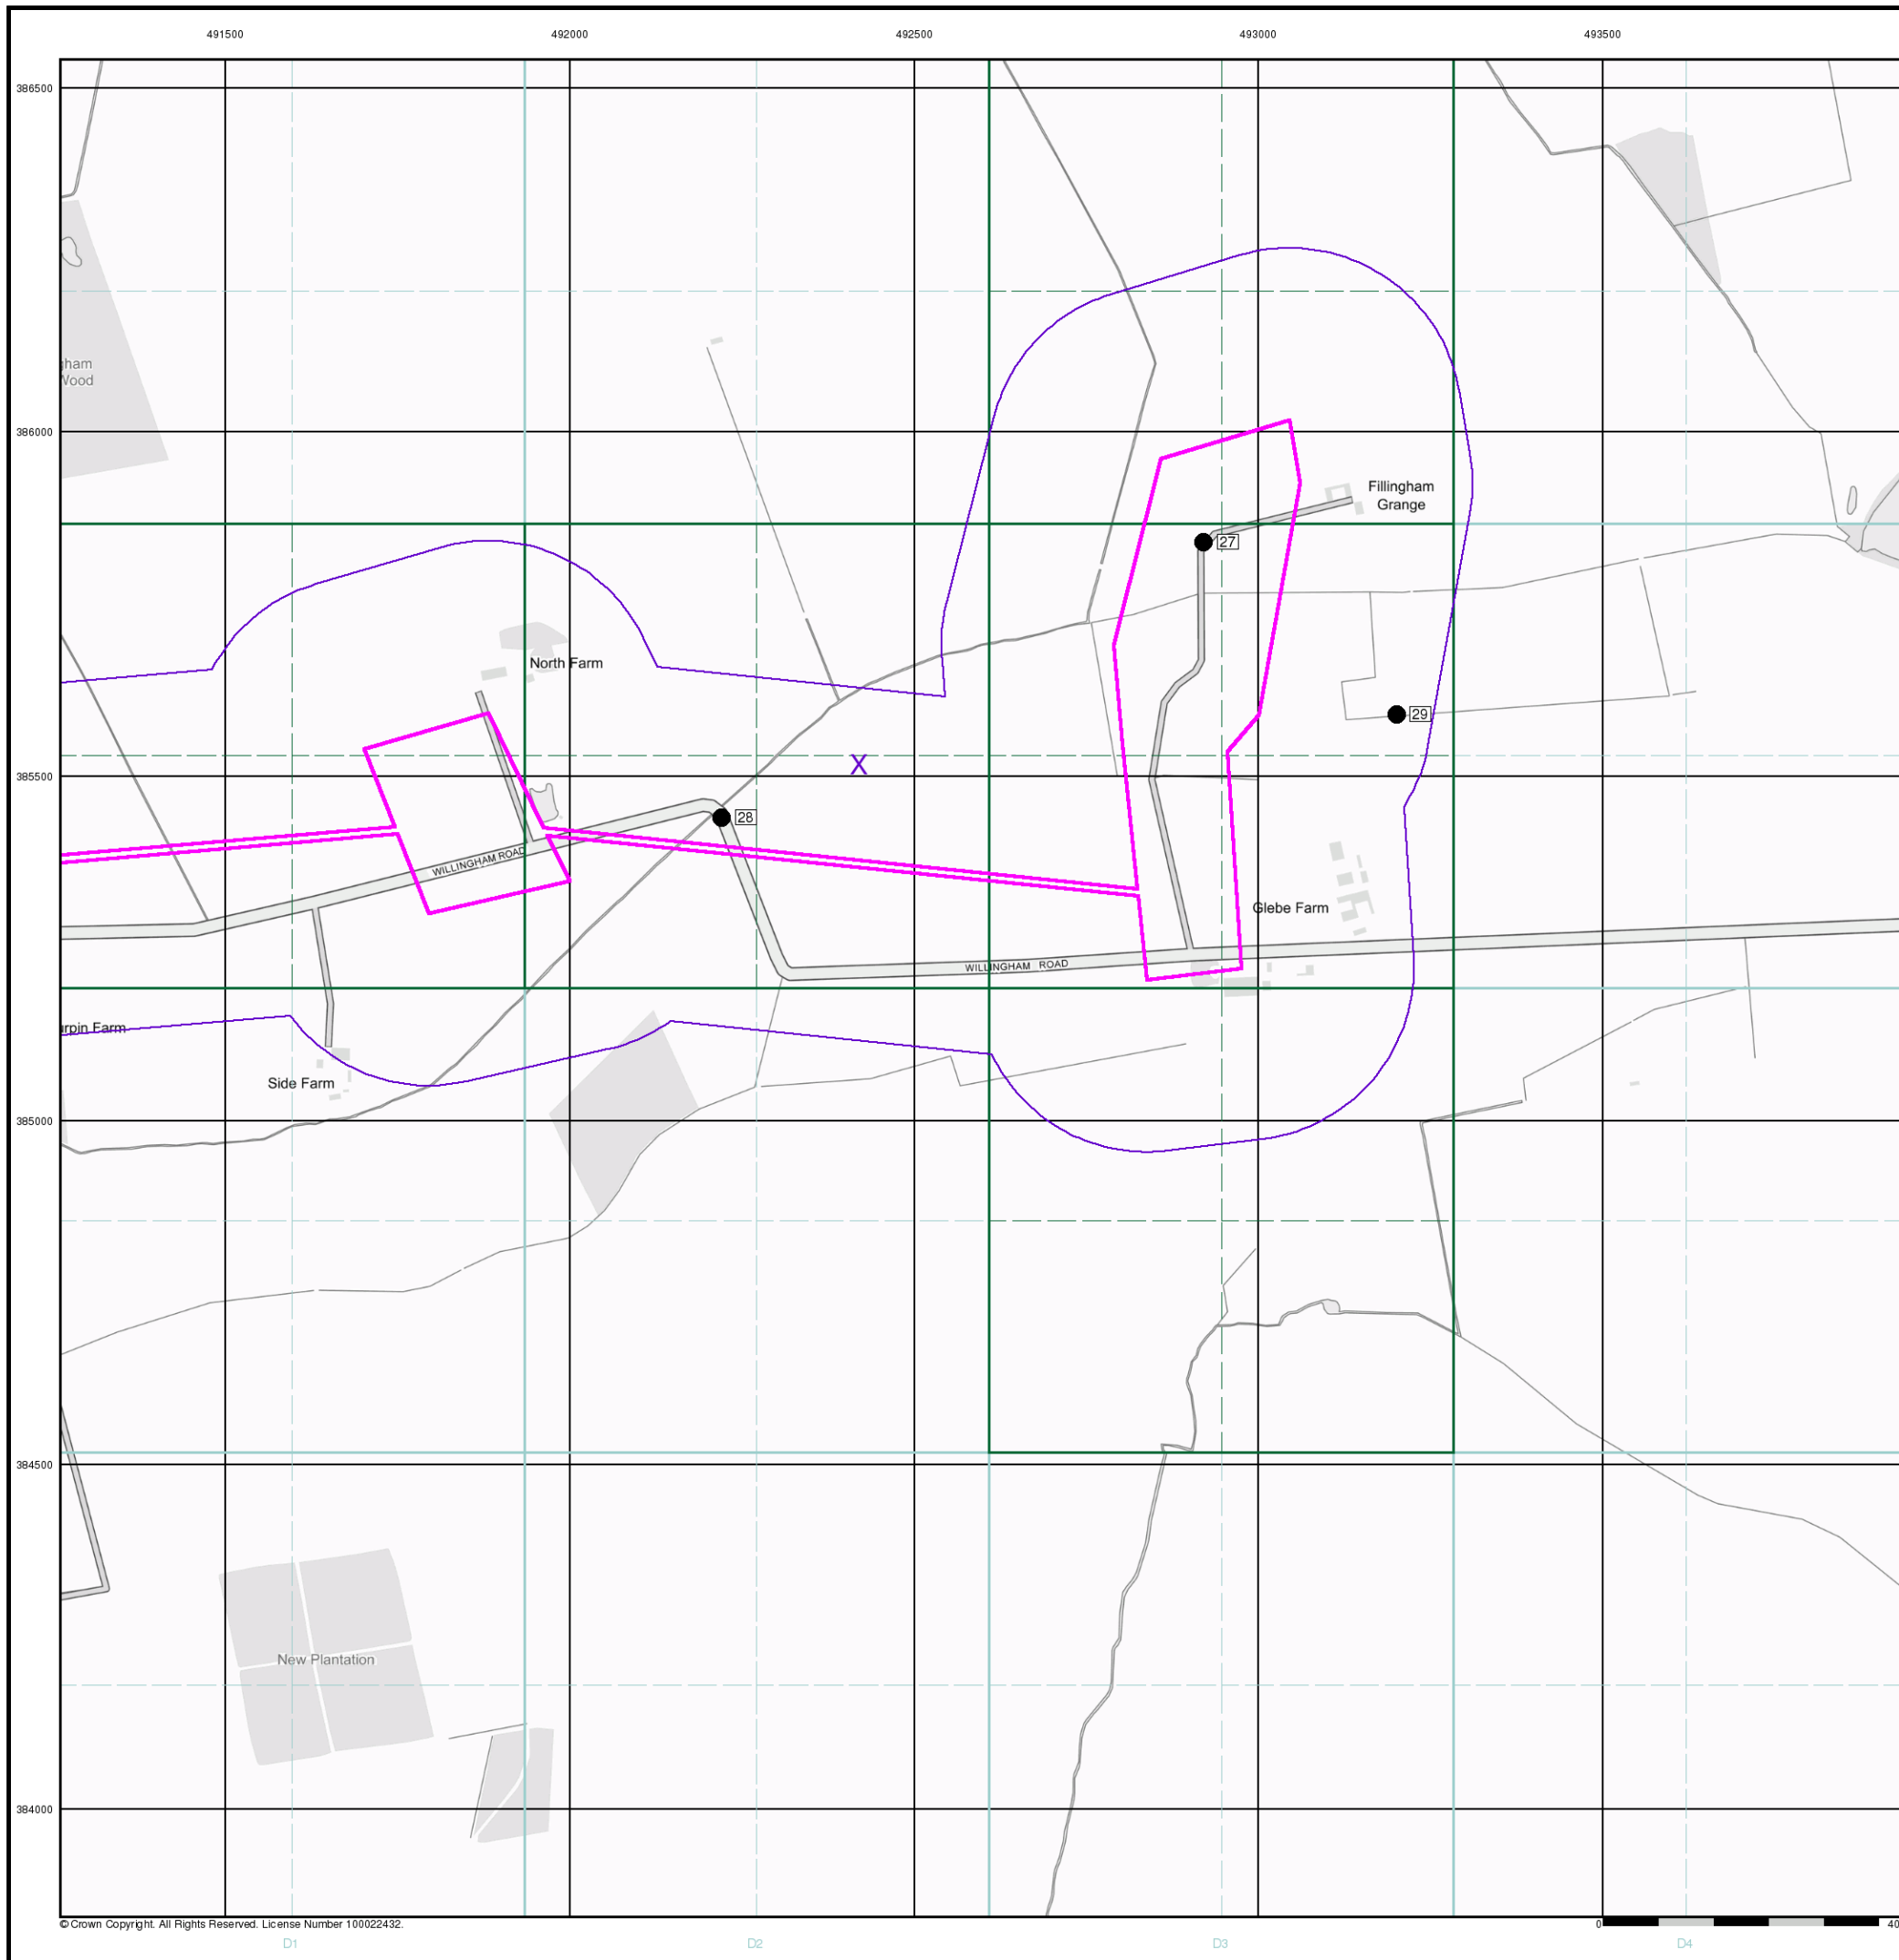 491500 492000 492500 493000 493500
386500
gham
Wood
386000
Fillingham
Grange
27
North Farm
29
385500
X
28
WILLINGHAM ROAD
Glebe Farm
WILLINGHAM ROAD
urpin Farm
Side Farm
385000
384500
New Plantation
384000
© Crown Copyright. All Rights Reserved. License Number 100022432.
0 40
D1 D2 D3 D4